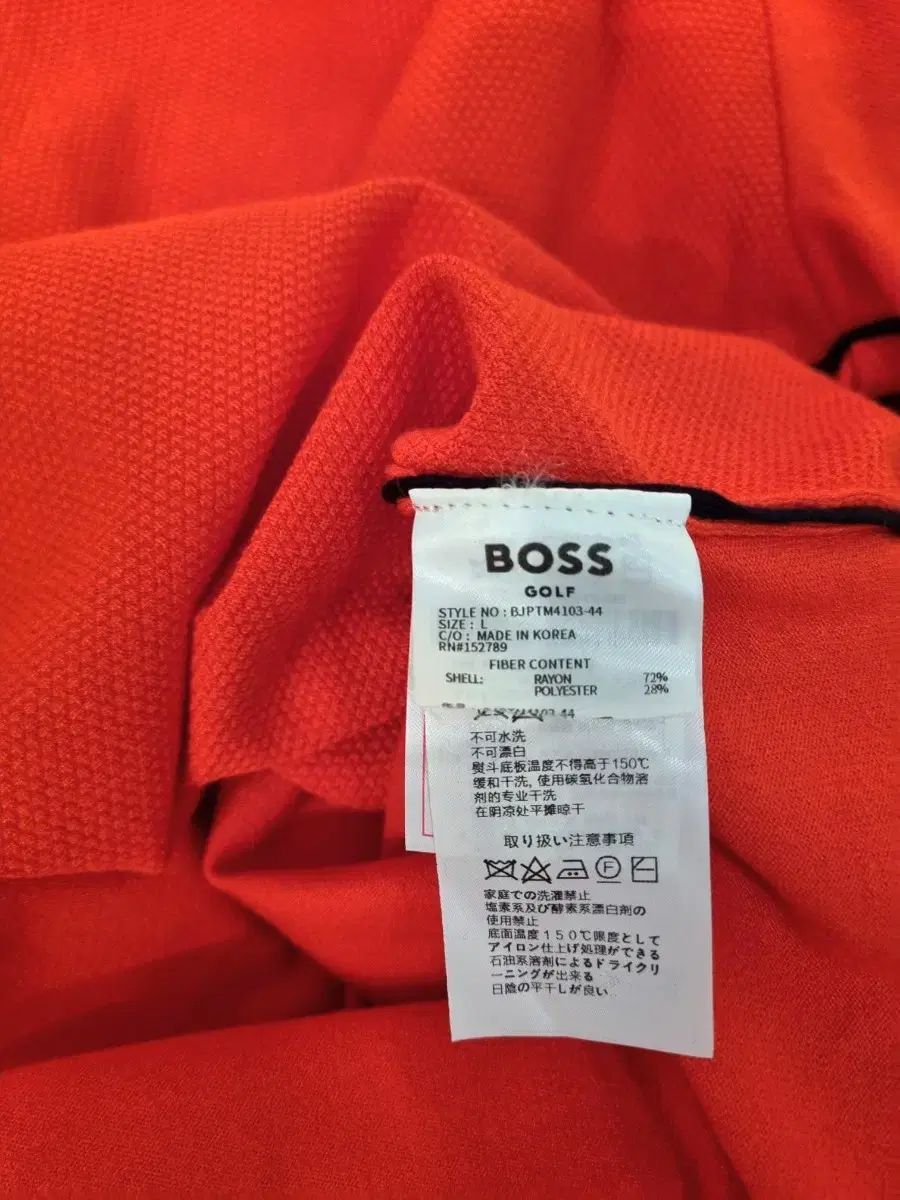 BOSS
GOLF
STYLE NO : BJPTM4103-44
SIZE : L
C/O : MADE IN KOREA
RN#152789
FIBER CONTENT
SHELL: RAYON 72%
POLYESTER 28%
不可水洗
不可漂白
熨斗底板温度不得高于150℃
缓和干洗, 使用碳氢化合物溶
剂的专业干洗
在阴凉处平摊晾干
取り扱い注意事項
F
家庭での洗濯禁止
塩素系及び酵素系漂白剤の
使用禁止
底面温度150℃限度として
アイロン仕上げ処理ができる
石油系溶剤によるドライクリ
ーニングが出来る
日陰の平干しが良い